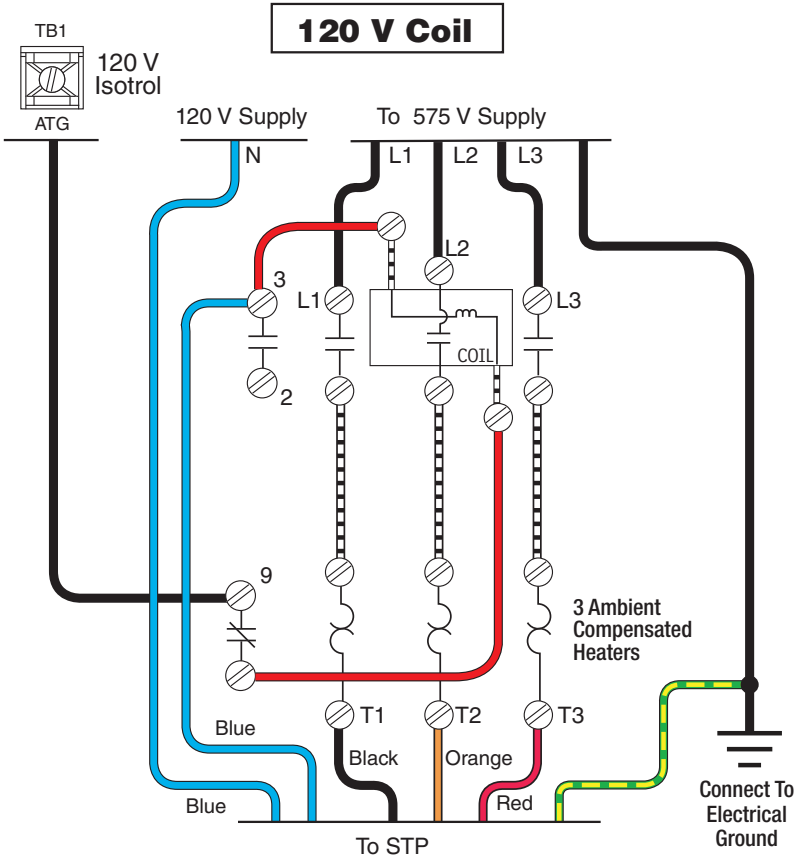 120 V Coil
TB1
120 V
Isotrol
ATG
120 V Supply
To 575 V Supply
N
L1
L2
L3
L2
3
L1
L3
COIL
2
9
3 Ambient
Compensated
Heaters
T1
T2
T3
Blue
Black
Orange
Red
Blue
Connect To
Electrical
Ground
To STP